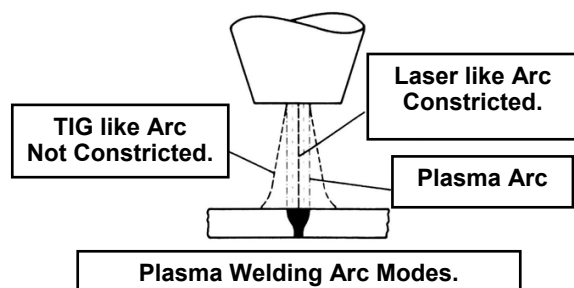 Laser like Arc
Constricted.
TIG like Arc
Not Constricted.
Plasma Arc
Plasma Welding Arc Modes.